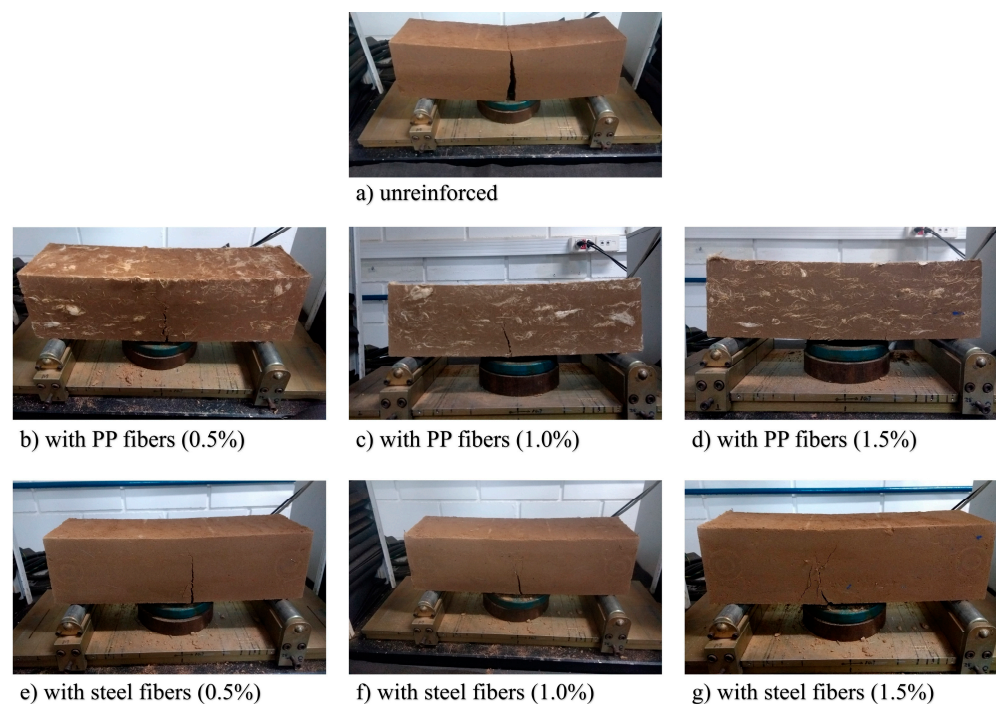 a) unreinforced
b) with PP fibers (0.5%)
c) with PP fibers (1.0%)
d) with PP fibers (1.5%)
e) with steel fibers (0.5%)
f) with steel fibers (1.0%)
g) with steel fibers (1.5%)